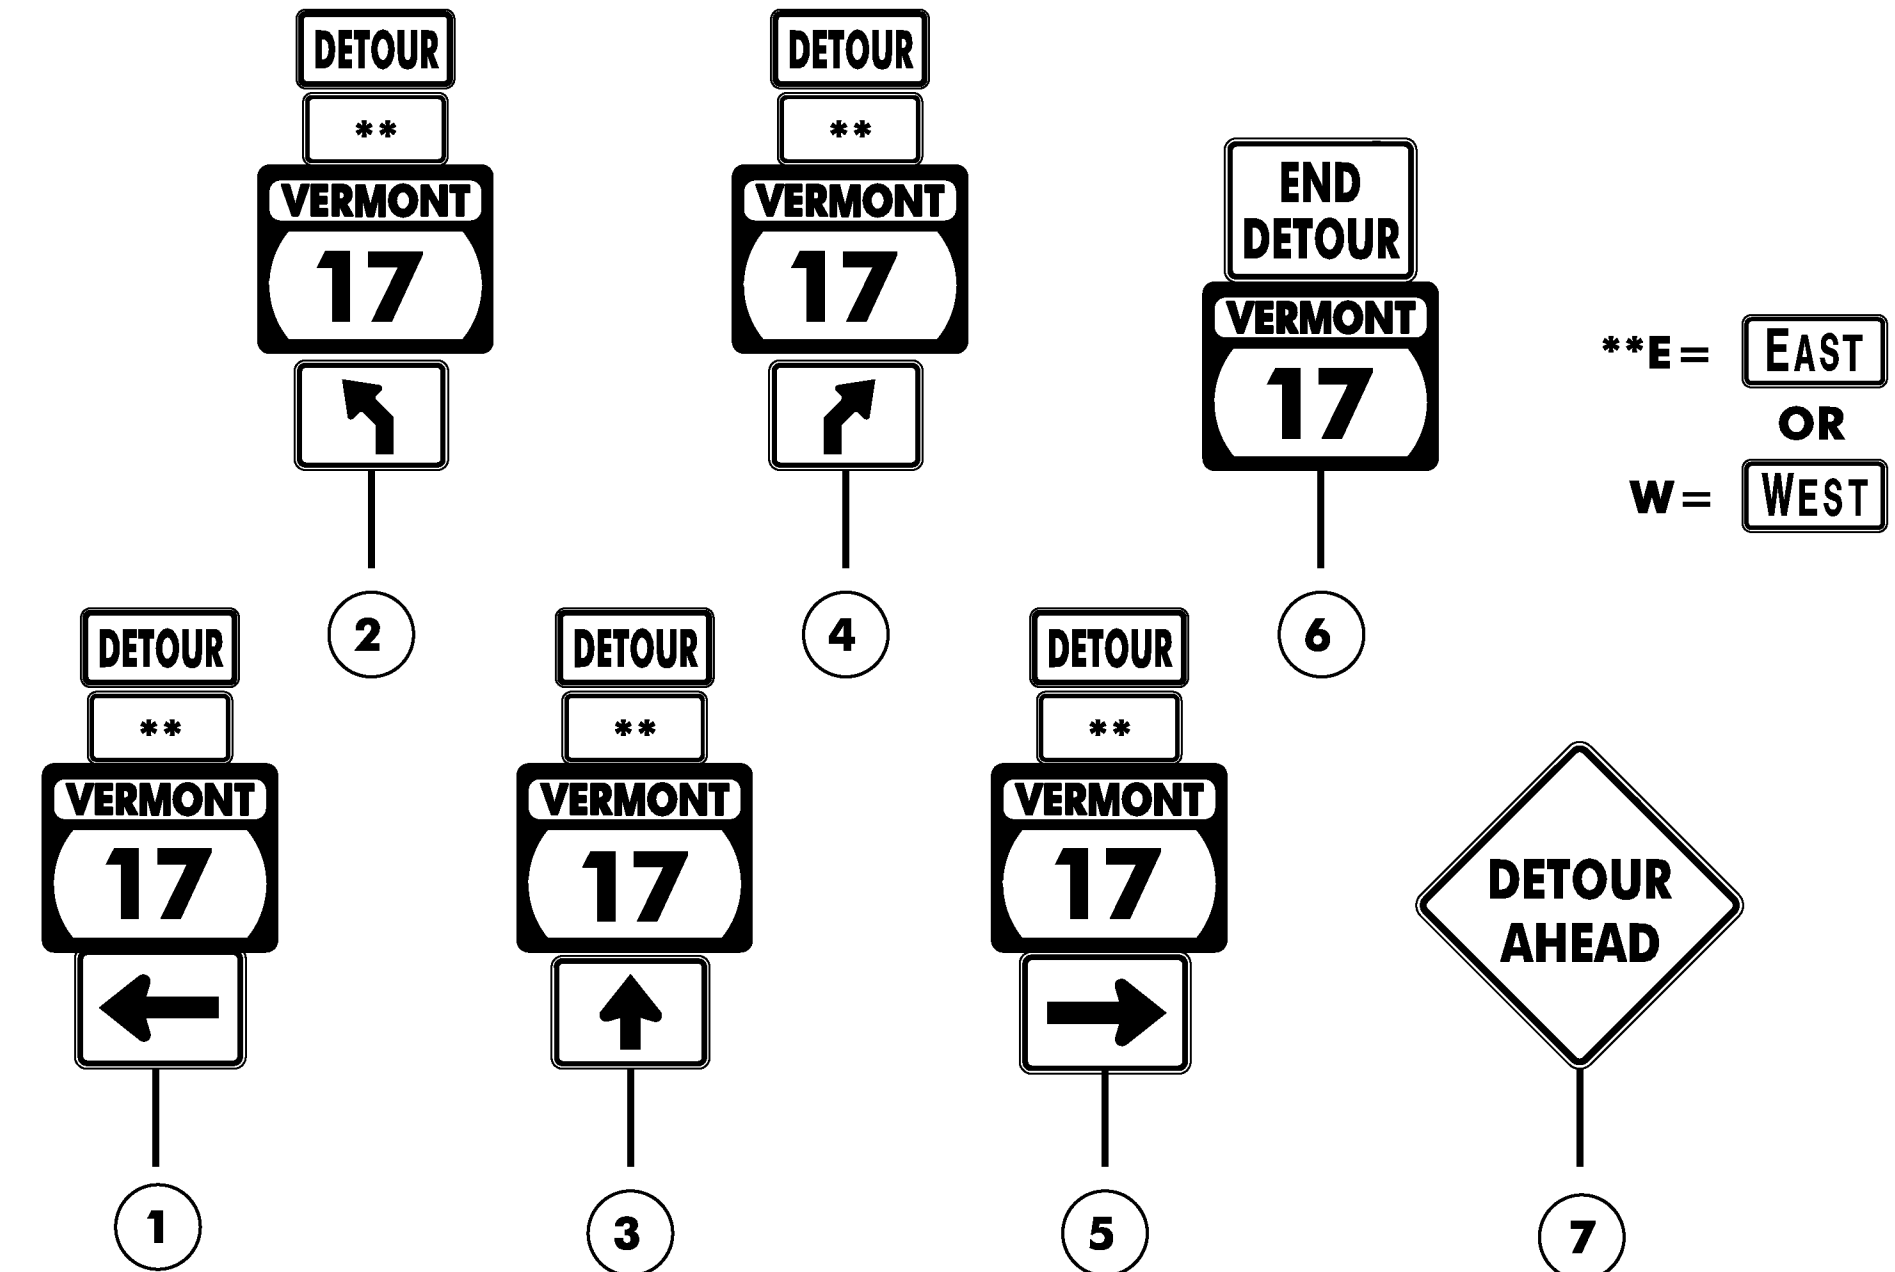 DETOUR
**
VERMONT
17
2
DETOUR
**
VERMONT
17
4
END
DETOUR
VERMONT
17
6
**E = EAST
OR
W = WEST
DETOUR
**
VERMONT
17
1
DETOUR
**
VERMONT
17
3
DETOUR
**
VERMONT
17
5
DETOUR
AHEAD
7